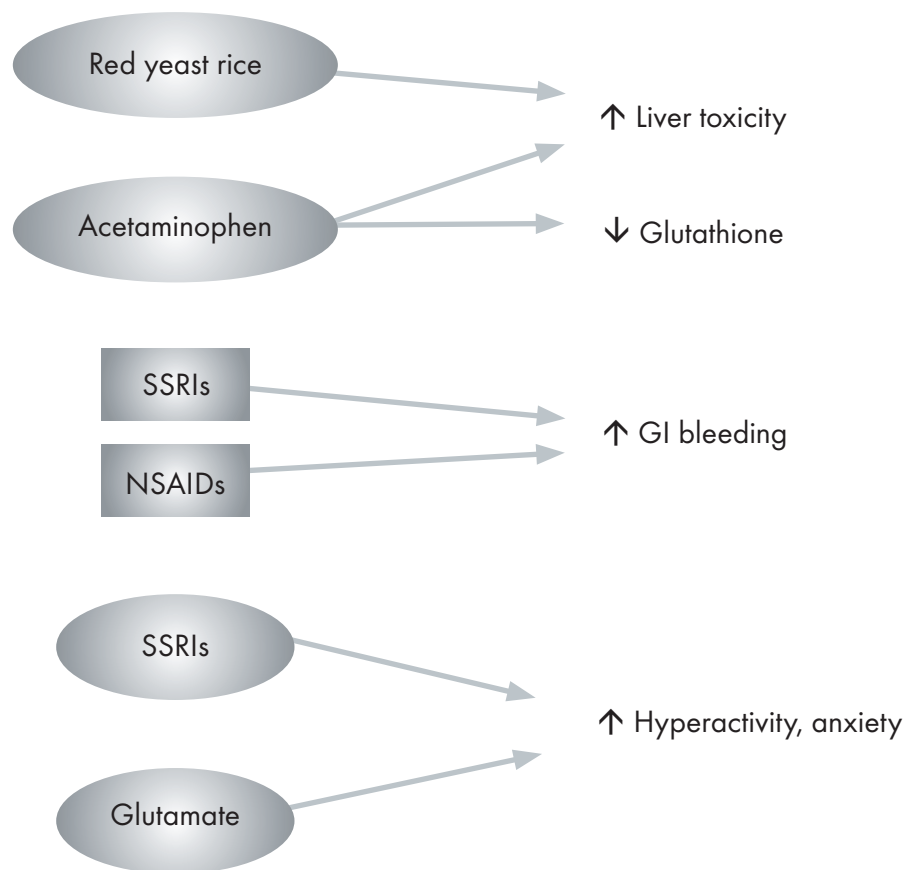 Red yeast rice
↑ Liver toxicity
Acetaminophen
↓ Glutathione
SSRIs
↑ GI bleeding
NSAIDs
SSRIs
↑ Hyperactivity, anxiety
Glutamate